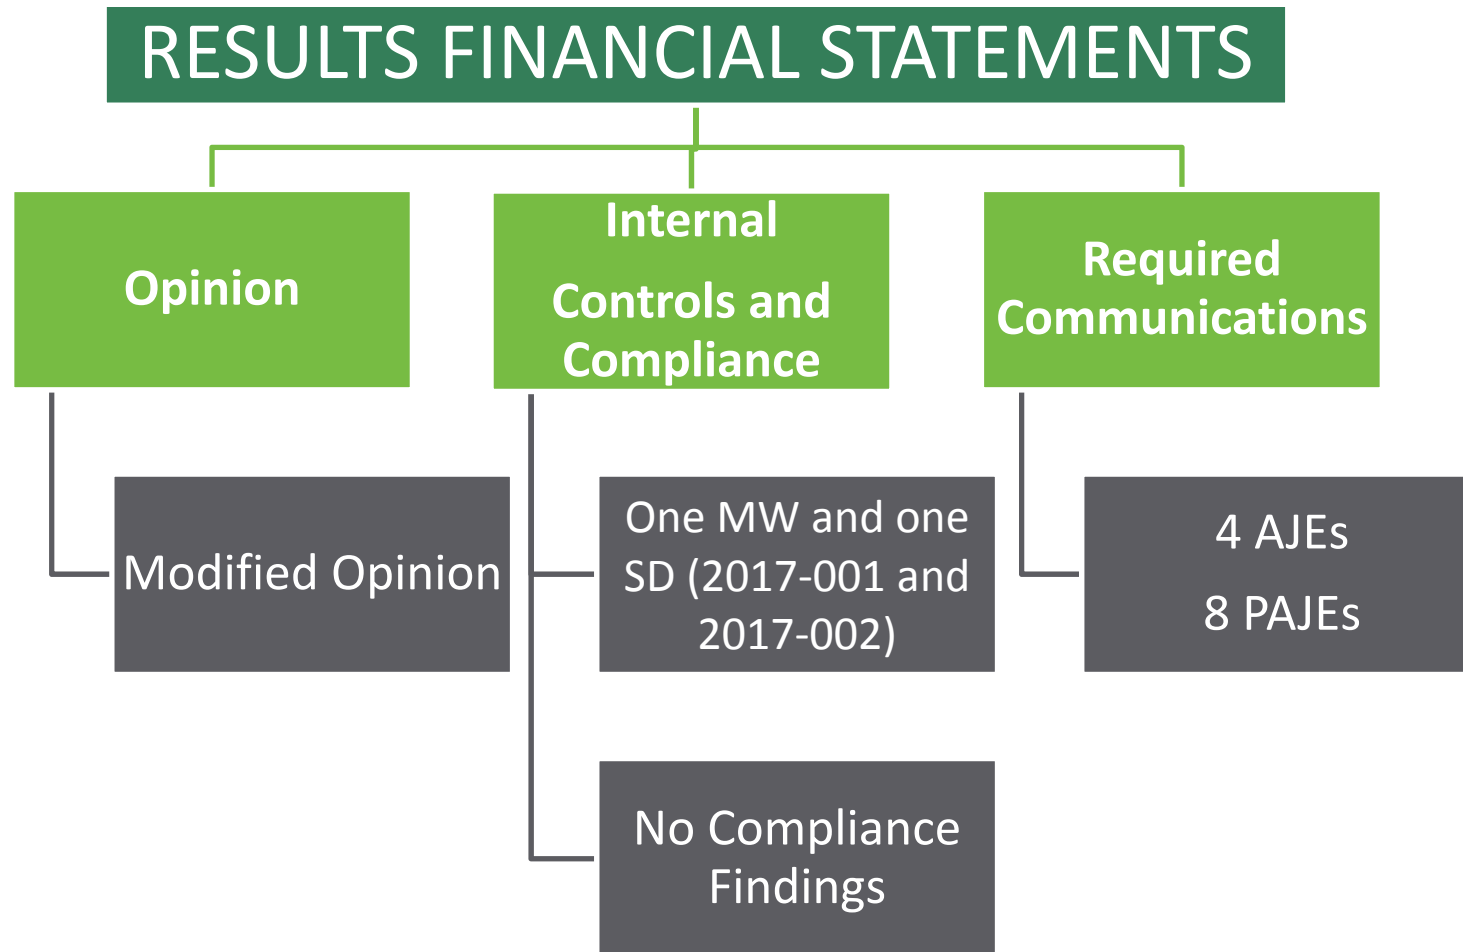 RESULTS FINANCIAL STATEMENTS
Opinion
Internal
Controls and
Compliance
Required
Communications
Modified Opinion
One MW and one
SD (2017-001 and
2017-002)
4 AJEs
8 PAJEs
No Compliance
Findings